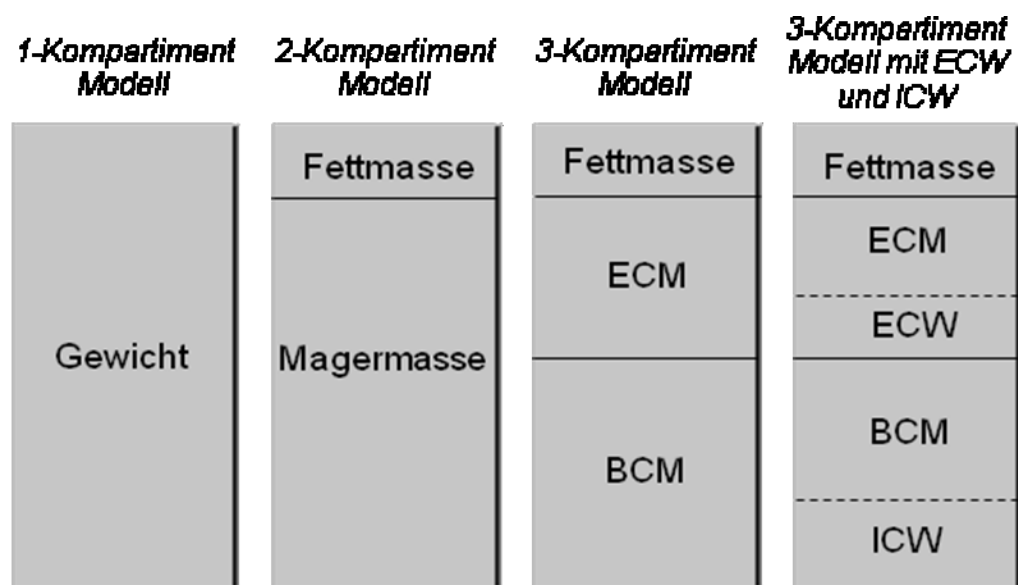 1-Kompartiment
Modell
2-Kompartiment
Modell
3-Kompartiment
Modell
3-Kompartiment
Modell mit ECW
und ICW
Gewicht
Fettmasse
Magermasse
Fettmasse
ECM
BCM
Fettmasse
ECM
ECW
BCM
ICW